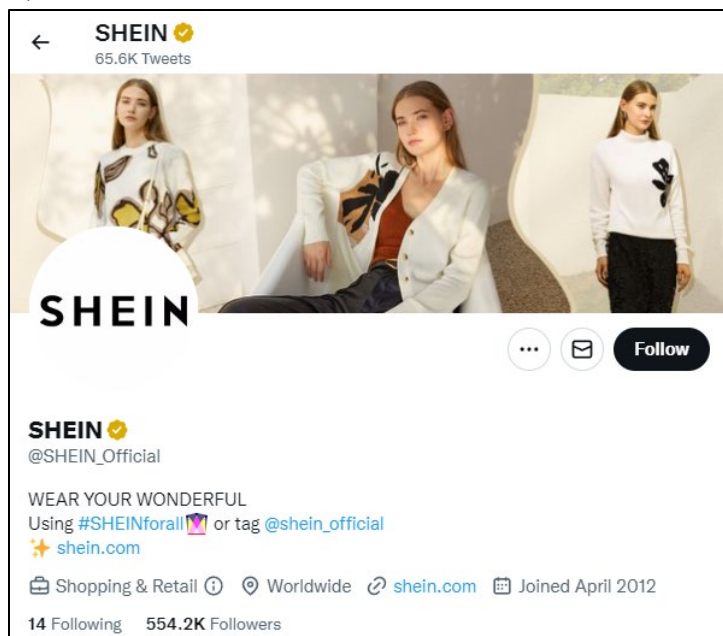 SHEIN
65.6K Tweets
SHEIN
Follow
SHEIN
@SHEIN_Official
WEAR YOUR WONDERFUL
Using #SHEINforall or tag @shein_official
shein.com
Shopping & Retail Worldwide shein.com Joined April 2012
14 Following 554.2K Followers